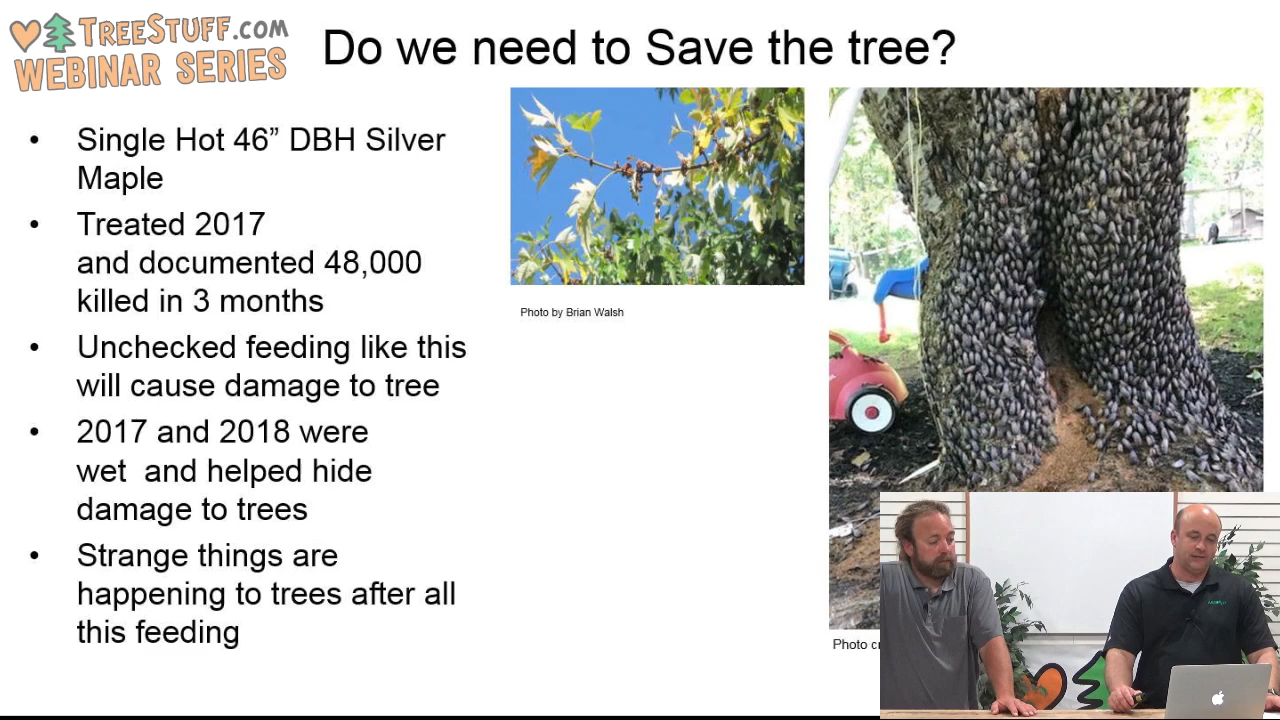 TREESTUFF.COM
WEBINAR SERIES
Do we need to Save the tree?
• Single Hot 46” DBH Silver
Maple
• Treated 2017
and documented 48,000
killed in 3 months
• Unchecked feeding like this
will cause damage to tree
• 2017 and 2018 were
wet  and helped hide
damage to trees
• Strange things are
happening to trees after all
this feeding
Photo by Brian Walsh
Photo